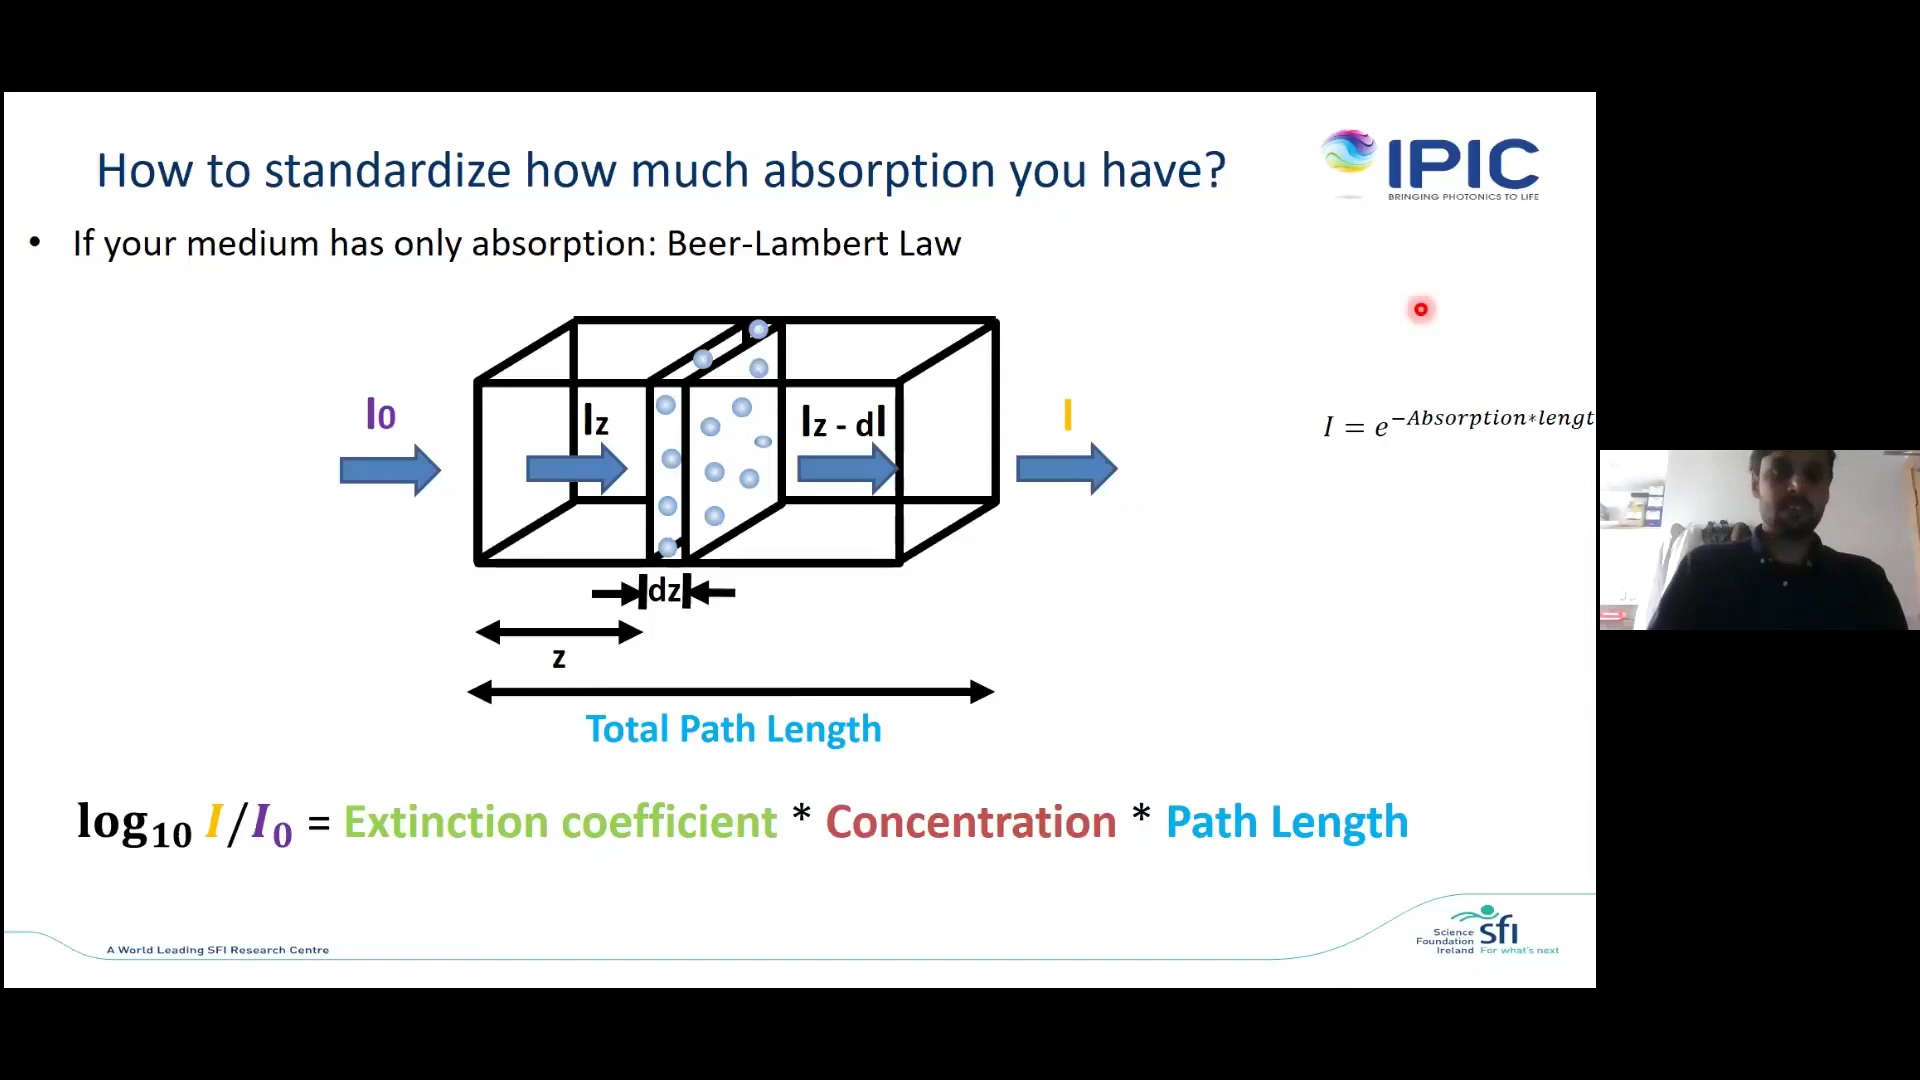 How to standardize how much absorption you have?
IPIC
BRINGING PHOTONICS TO LIFE
• If your medium has only absorption: Beer-Lambert Law
I0
Iz
Iz - dI
I
I = e^{-Absorption*lengt
dz
z
Total Path Length
log₁₀ I/I₀ = Extinction coefficient * Concentration * Path Length
A World Leading SFI Research Centre
Science
Foundation
Ireland
sfi
For what's next